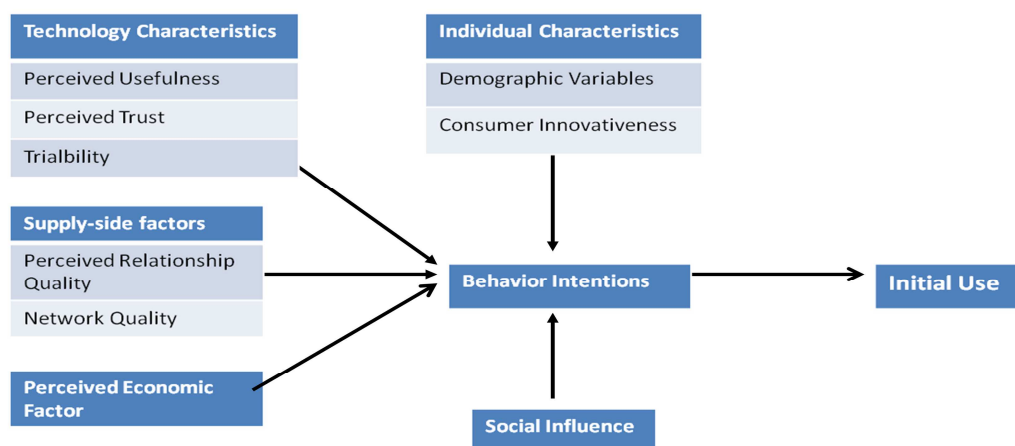 Technology Characteristics
Perceived Usefulness
Perceived Trust
Trialbility
Individual Characteristics
Demographic Variables
Consumer Innovativeness
Supply-side factors
Perceived Relationship
Quality
Network Quality
Behavior Intentions
Initial Use
Perceived Economic
Factor
Social Influence